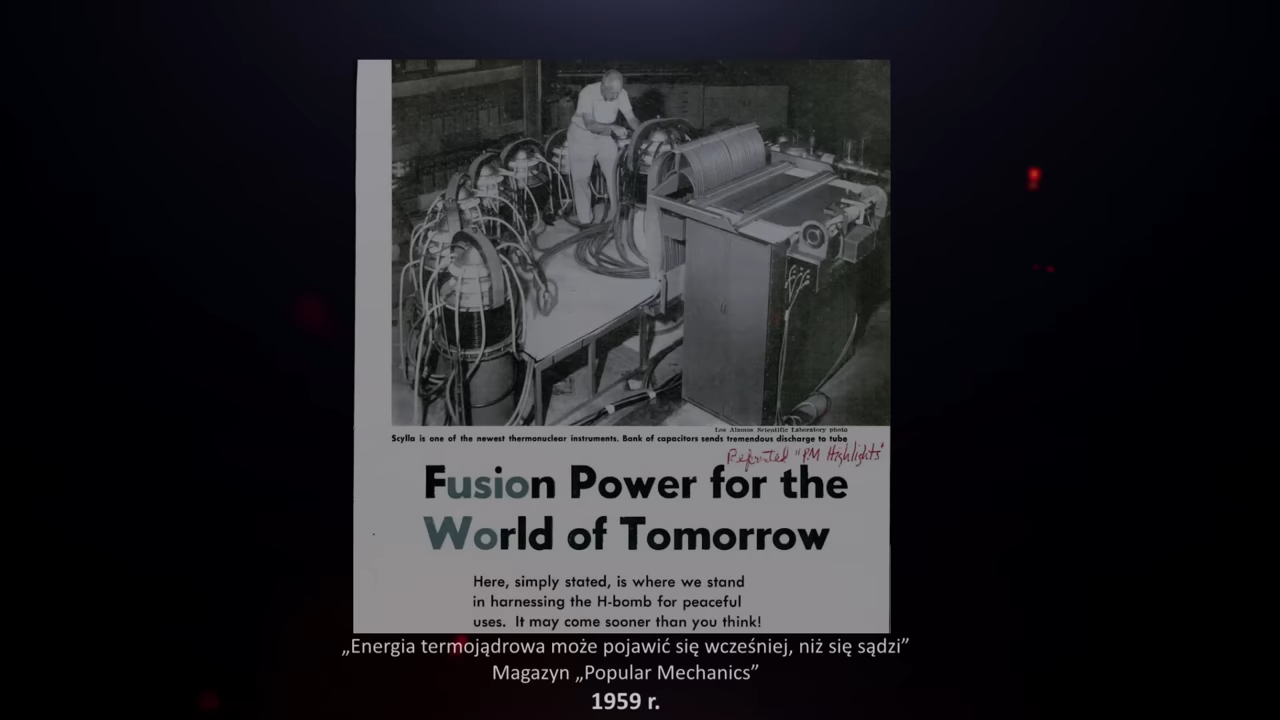 Los Alamos Scientific Laboratory photo
Scylla is one of the newest thermonuclear instruments. Bank of capacitors sends tremendous discharge to tube
Reprinted "PM Highlights"
Fusion Power for the
World of Tomorrow
Here, simply stated, is where we stand
in harnessing the H-bomb for peaceful
uses. It may come sooner than you think!
„Energia termojądrowa może pojawić się wcześniej, niż się sądzi”
Magazyn „Popular Mechanics”
1959 r.